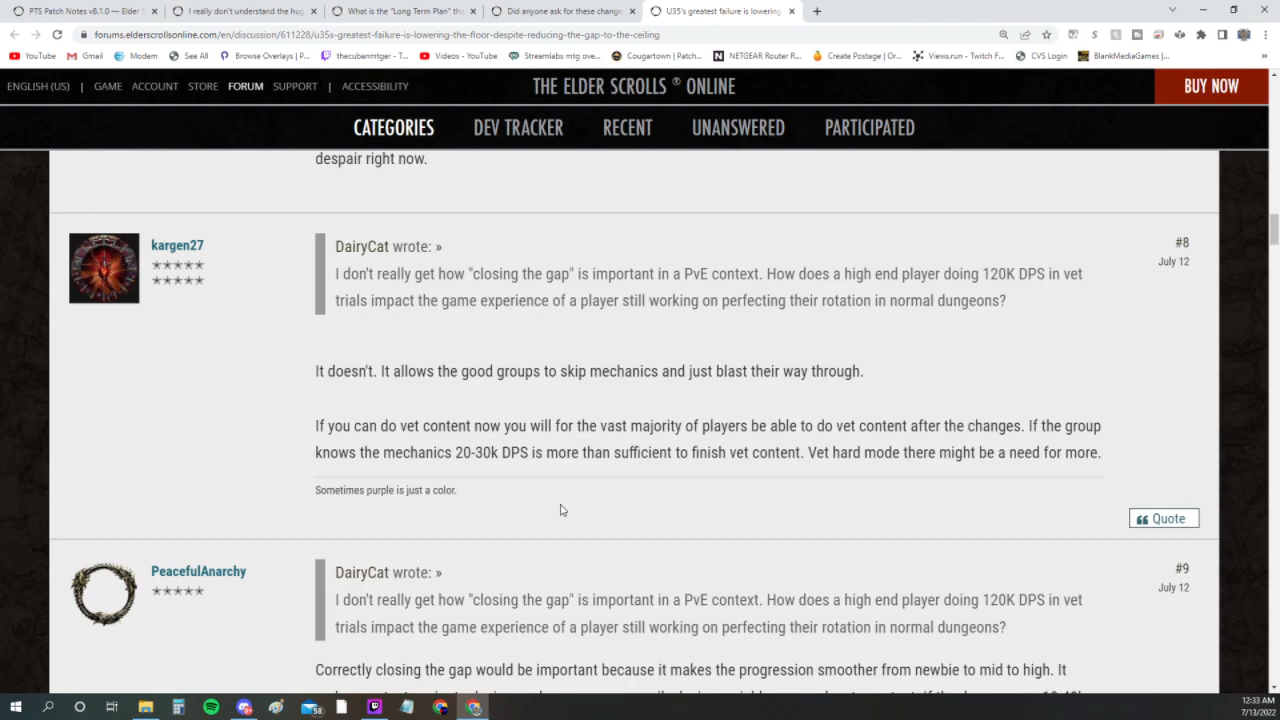 PTS Patch Notes v8.1.0 — Elder S
I really don't understand the hug
What is the "Long Term Plan" th
Did anyone ask for these change
U35's greatest failure is lowering
forums.elderscrollsonline.com/en/discussion/611228/u35s-greatest-failure-is-lowering-the-floor-despite-reducing-the-gap-to-the-ceiling
YouTube
Gmail
Modem
See All
Browse Overlays | P...
thecubanmtger - T...
Videos - YouTube
Streamlabs mtg ove...
Cougartown | Patch...
NETGEAR Router R...
Create Postage | Or...
Views.run - Twitch F...
CVS Login
BlankMediaGames |...
»
ENGLISH (US) | GAME ACCOUNT STORE FORUM SUPPORT | ACCESSIBILITY
THE ELDER SCROLLS ® ONLINE
BUY NOW
CATEGORIES DEV TRACKER RECENT UNANSWERED PARTICIPATED
despair right now.
kargen27
#8
July 12
DairyCat wrote: »
I don't really get how "closing the gap" is important in a PvE context. How does a high end player doing 120K DPS in vet
trials impact the game experience of a player still working on perfecting their rotation in normal dungeons?
It doesn't. It allows the good groups to skip mechanics and just blast their way through.
If you can do vet content now you will for the vast majority of players be able to do vet content after the changes. If the group
knows the mechanics 20-30k DPS is more than sufficient to finish vet content. Vet hard mode there might be a need for more.
Sometimes purple is just a color.
Quote
PeacefulAnarchy
#9
July 12
DairyCat wrote: »
I don't really get how "closing the gap" is important in a PvE context. How does a high end player doing 120K DPS in vet
trials impact the game experience of a player still working on perfecting their rotation in normal dungeons?
Correctly closing the gap would be important because it makes the progression smoother from newbie to mid to high. It
58
12:33 AM
7/13/2022